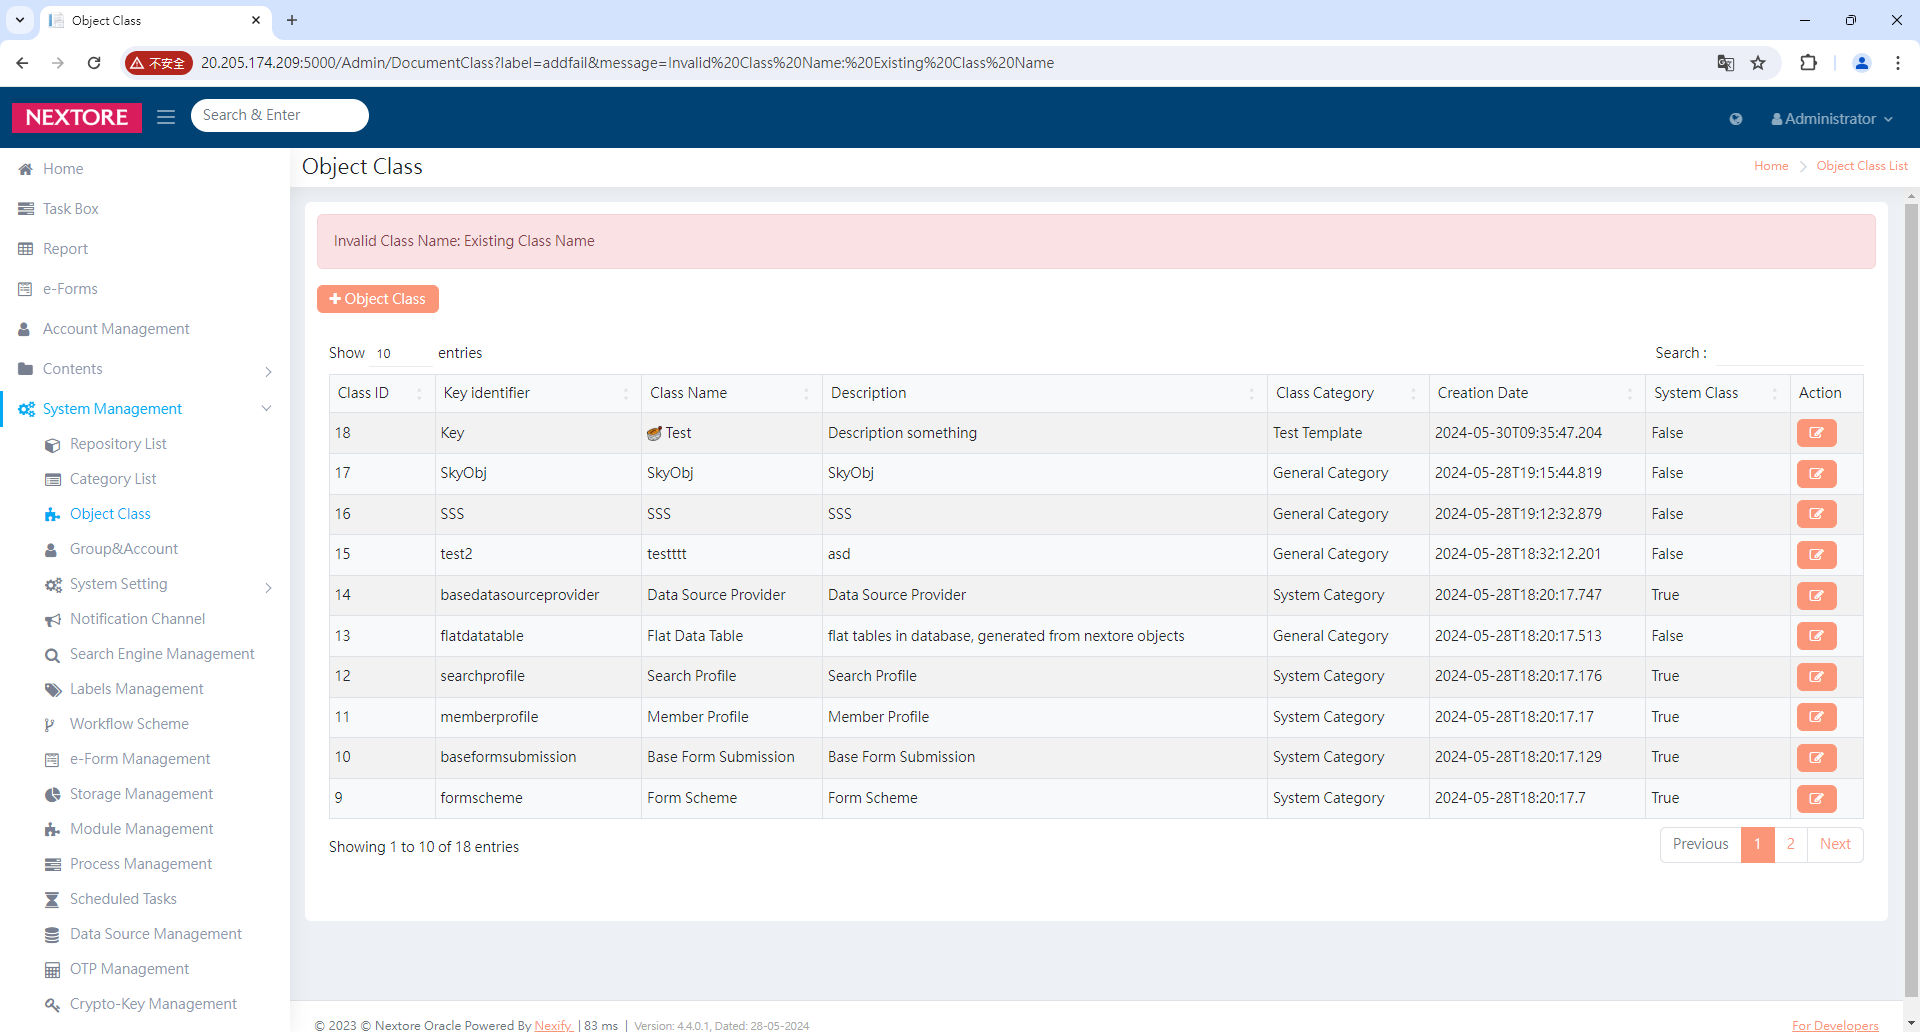 Object Class
不安全
20.205.174.209:5000/Admin/DocumentClass?label=addfail&message=Invalid%20Class%20Name:%20Existing%20Class%20Name
NEXTORE
Search & Enter
Administrator
Home
Task Box
Report
e-Forms
Account Management
Contents
System Management
Repository List
Category List
Object Class
Group&Account
System Setting
Notification Channel
Search Engine Management
Labels Management
Workflow Scheme
e-Form Management
Storage Management
Module Management
Process Management
Scheduled Tasks
Data Source Management
OTP Management
Crypto-Key Management
Object Class
Home Object Class List
Invalid Class Name: Existing Class Name
Object Class
Show 10 entries Search :
Class ID Key identifier Class Name Description Class Category Creation Date System Class Action
18 Key Test Description something Test Template 2024-05-30T09:35:47.204 False
17 SkyObj SkyObj SkyObj General Category 2024-05-28T19:15:44.819 False
16 SSS SSS SSS General Category 2024-05-28T19:12:32.879 False
15 test2 testttt asd General Category 2024-05-28T18:32:12.201 False
14 basedatasourceprovider Data Source Provider Data Source Provider System Category 2024-05-28T18:20:17.747 True
13 flatdatatable Flat Data Table flat tables in database, generated from nextore objects General Category 2024-05-28T18:20:17.513 False
12 searchprofile Search Profile Search Profile System Category 2024-05-28T18:20:17.176 True
11 memberprofile Member Profile Member Profile System Category 2024-05-28T18:20:17.17 True
10 baseformsubmission Base Form Submission Base Form Submission System Category 2024-05-28T18:20:17.129 True
9 formscheme Form Scheme Form Scheme System Category 2024-05-28T18:20:17.7 True
Showing 1 to 10 of 18 entries Previous 1 2 Next
© 2023 © Nextore Oracle Powered By Nexify | 83 ms | Version: 4.4.0.1, Dated: 28-05-2024 For Developers